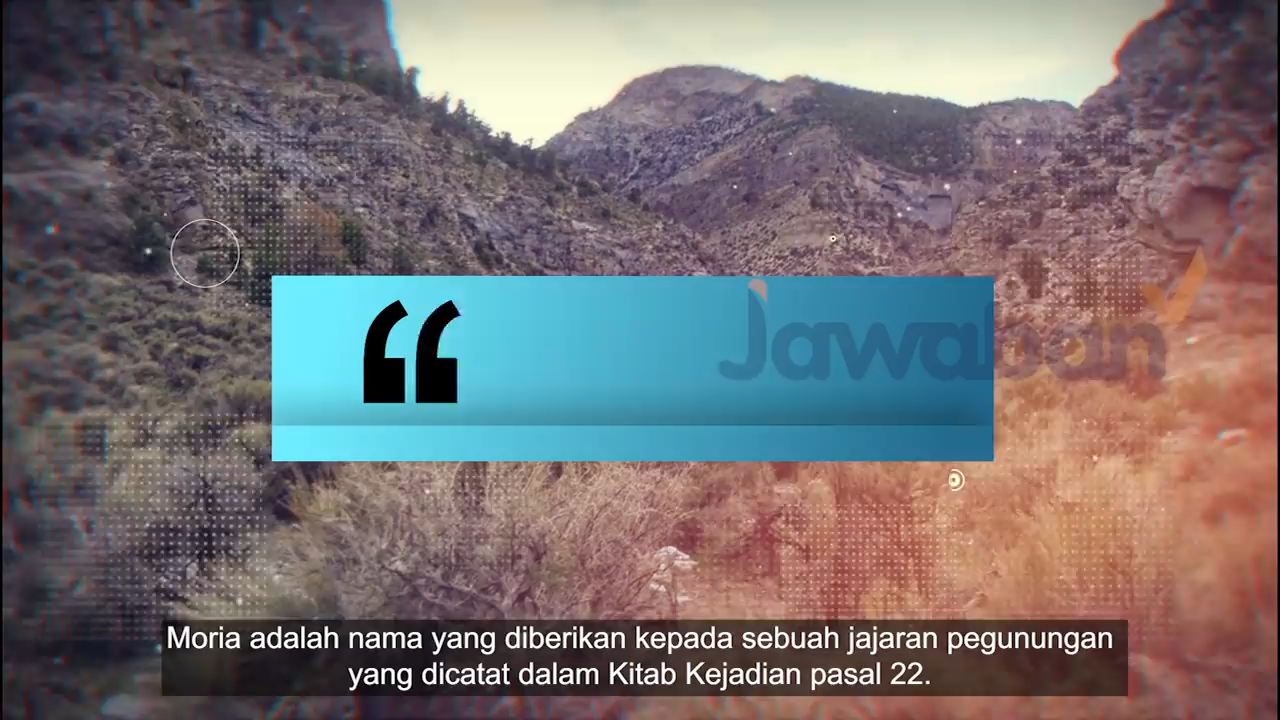 “
Jawaban
Moria adalah nama yang diberikan kepada sebuah jajaran pegunungan
yang dicatat dalam Kitab Kejadian pasal 22.